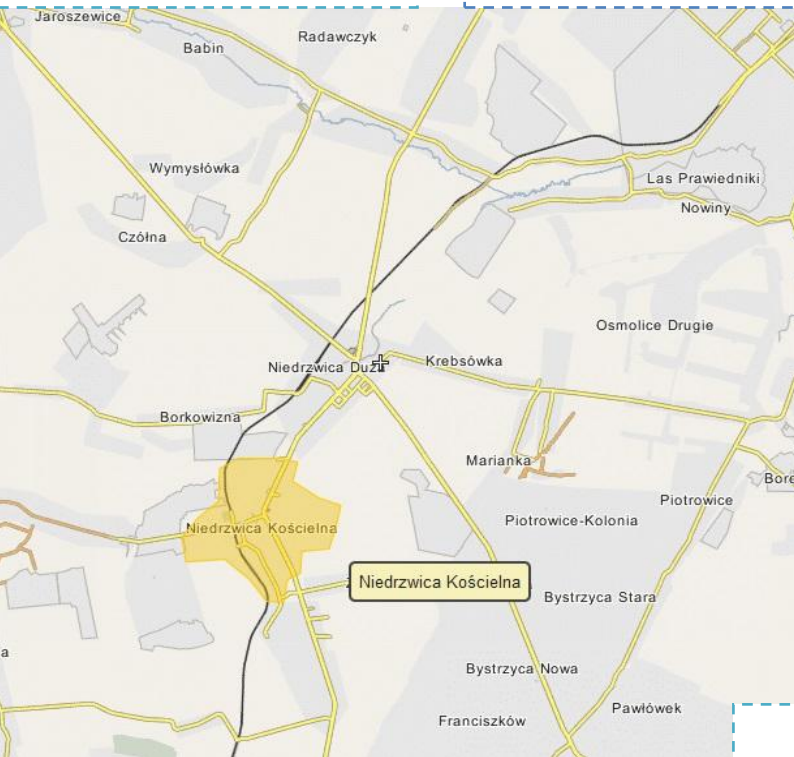 Jaroszewice
Radawczyk
Babin
Wymysłówka
Las Prawiedniki
Nowiny
Czółna
Osmolice Drugie
Krebsówka
Niedrzwica Duża
Borkowizna
Marianka
Piotrowice
Piotrowice-Kolonia
Niedrzwica Kościelna
Niedrzwica Kościelna
Bystrzyca Stara
Bystrzyca Nowa
Pawłówek
Franciszków